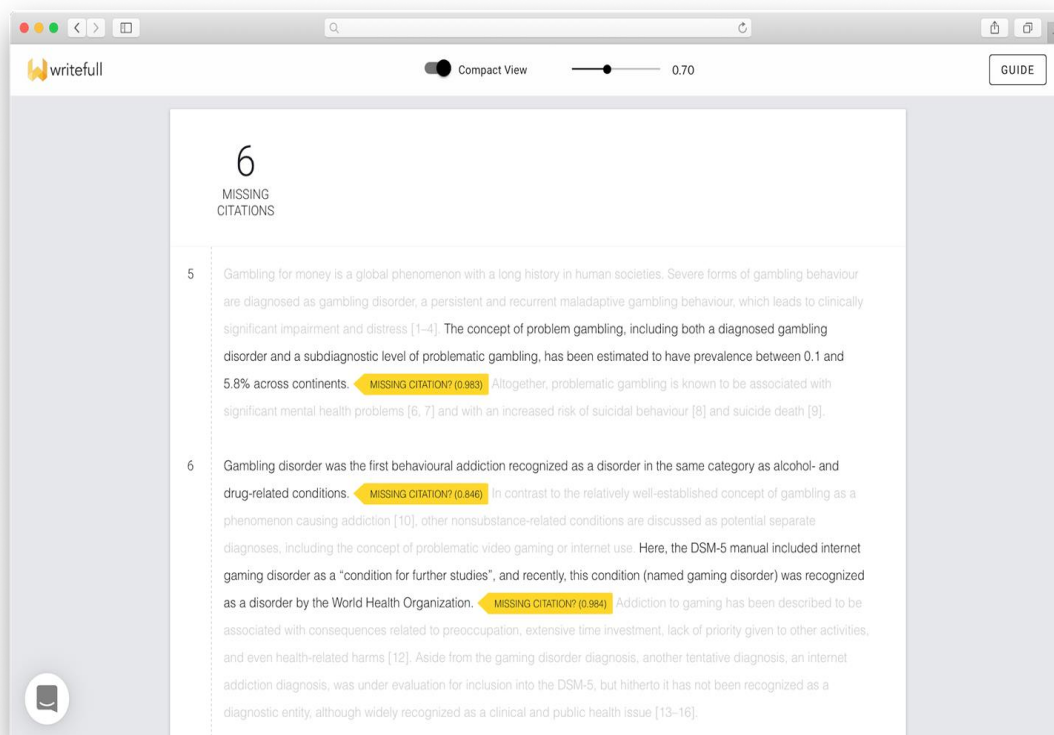 writefull
Compact View
0.70
GUIDE
6
MISSING
CITATIONS
5
Gambling for money is a global phenomenon with a long history in human societies. Severe forms of gambling behaviour
are diagnosed as gambling disorder, a persistent and recurrent maladaptive gambling behaviour, which leads to clinically
significant impairment and distress [1–4]. The concept of problem gambling, including both a diagnosed gambling
disorder and a subdiagnostic level of problematic gambling, has been estimated to have prevalence between 0.1 and
5.8% across continents. MISSING CITATION? (0.983) Altogether, problematic gambling is known to be associated with
significant mental health problems [6, 7] and with an increased risk of suicidal behaviour [8] and suicide death [9].
6
Gambling disorder was the first behavioural addiction recognized as a disorder in the same category as alcohol- and
drug-related conditions. MISSING CITATION? (0.846) In contrast to the relatively well-established concept of gambling as a
phenomenon causing addiction [10], other nonsubstance-related conditions are discussed as potential separate
diagnoses, including the concept of problematic video gaming or internet use. Here, the DSM-5 manual included internet
gaming disorder as a “condition for further studies”, and recently, this condition (named gaming disorder) was recognized
as a disorder by the World Health Organization. MISSING CITATION? (0.984) Addiction to gaming has been described to be
associated with consequences related to preoccupation, extensive time investment, lack of priority given to other activities,
and even health-related harms [12]. Aside from the gaming disorder diagnosis, another tentative diagnosis, an internet
addiction diagnosis, was under evaluation for inclusion into the DSM-5, but hitherto it has not been recognized as a
diagnostic entity, although widely recognized as a clinical and public health issue [13–16].